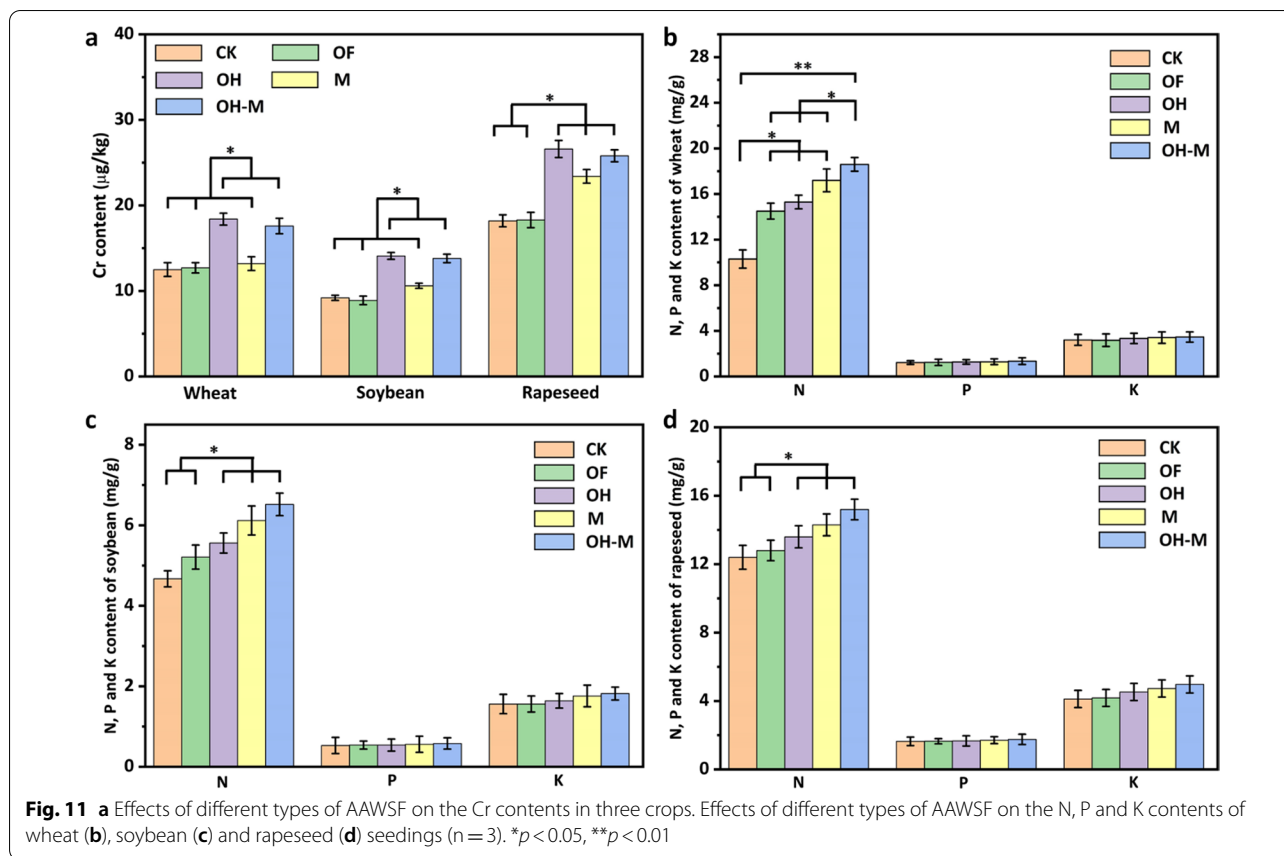 a
CK OF
OH M
OH-M
Cr content (μg/kg)
40
30
20
10
0
*
*
*
Wheat Soybean Rapeseed
b
CK
OF
OH
M
OH-M
N, P and K content of wheat (mg/g)
28
24
20
16
12
8
4
0
**
*
*
N P K
c
CK
OF
OH
M
OH-M
N, P and K content of soybean (mg/g)
8
6
4
2
0
*
N P K
d
CK
OF
OH
M
OH-M
N, P and K content of rapeseed (mg/g)
20
16
12
8
4
0
*
N P K
Fig. 11 a Effects of different types of AAWSF on the Cr contents in three crops. Effects of different types of AAWSF on the N, P and K contents of
wheat (b), soybean (c) and rapeseed (d) seedings (n = 3). *p < 0.05, **p < 0.01